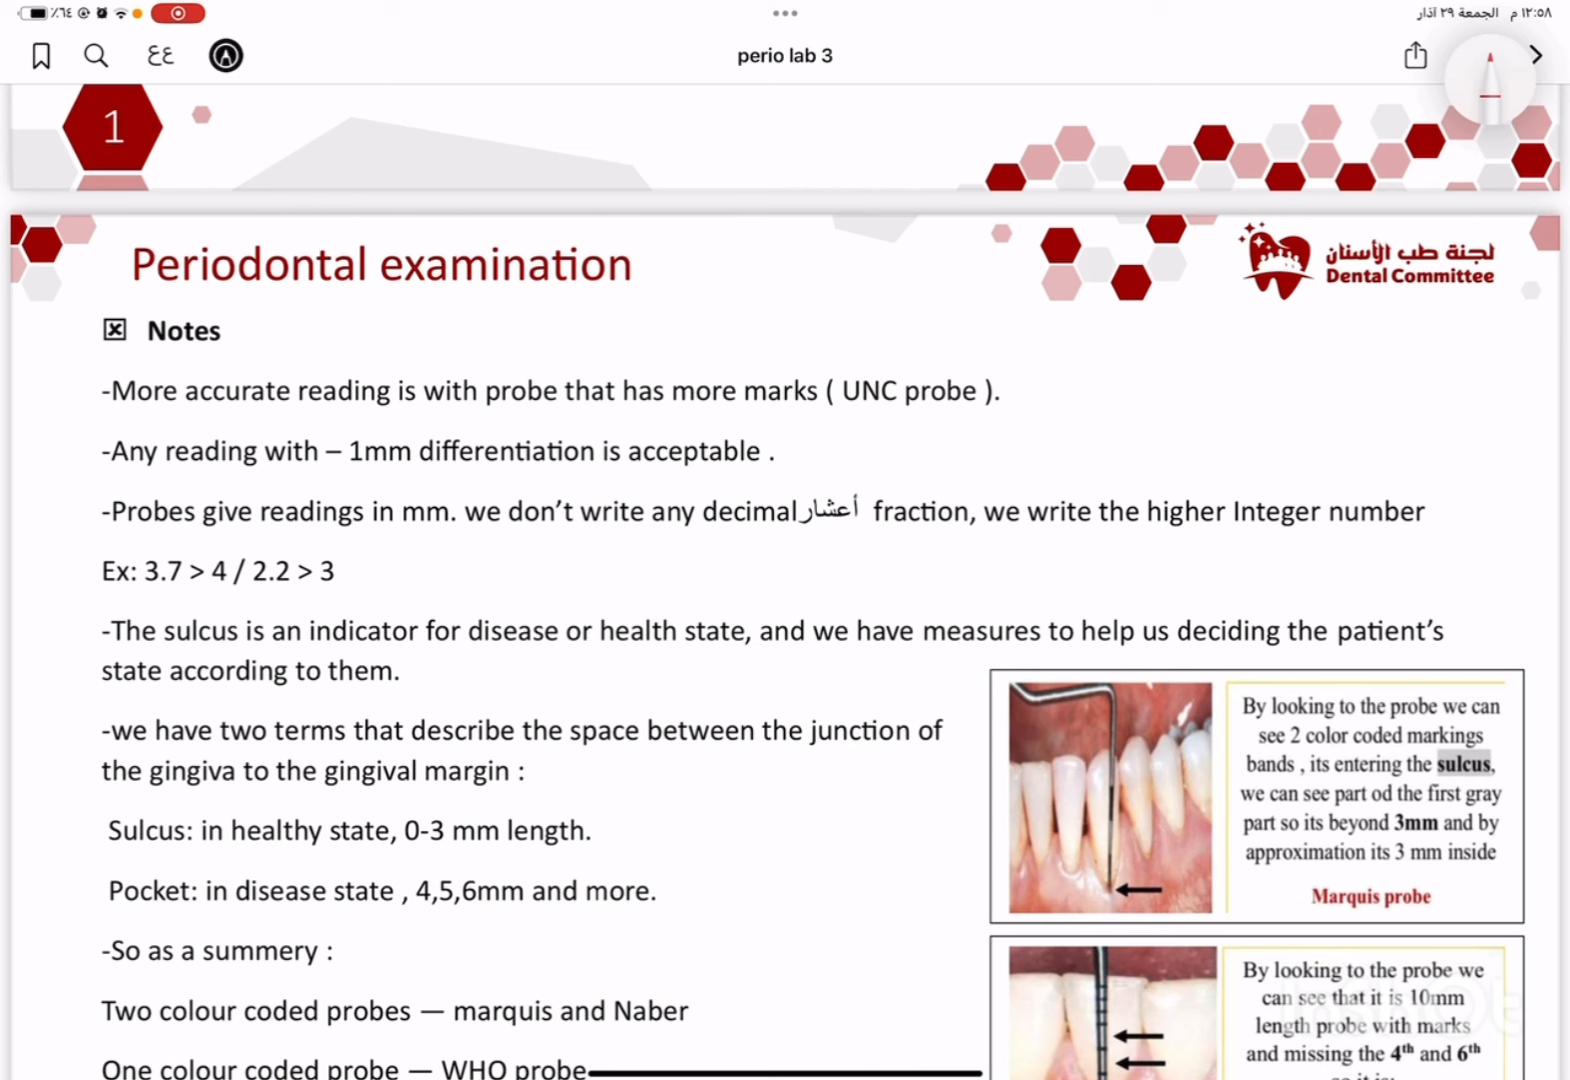 ٪٦٤
١٢:٥٨ م الجمعة ٢٩ آذار
عع
perio lab 3
1
Periodontal examination
لجنة طب الأسنان
Dental Committee
Notes
-More accurate reading is with probe that has more marks ( UNC probe ).
-Any reading with – 1mm differentiation is acceptable .
-Probes give readings in mm. we don’t write any decimal أعشار fraction, we write the higher Integer number
Ex: 3.7 > 4 / 2.2 > 3
-The sulcus is an indicator for disease or health state, and we have measures to help us deciding the patient’s
state according to them.
-we have two terms that describe the space between the junction of
the gingiva to the gingival margin :
Sulcus: in healthy state, 0-3 mm length.
Pocket: in disease state , 4,5,6mm and more.
-So as a summery :
Two colour coded probes — marquis and Naber
One colour coded probe — WHO probe
By looking to the probe we can
see 2 color coded markings
bands , its entering the sulcus,
we can see part od the first gray
part so its beyond 3mm and by
approximation its 3 mm inside
Marquis probe
By looking to the probe we
can see that it is 10mm
length probe with marks
and missing the 4th and 6th
so it is: